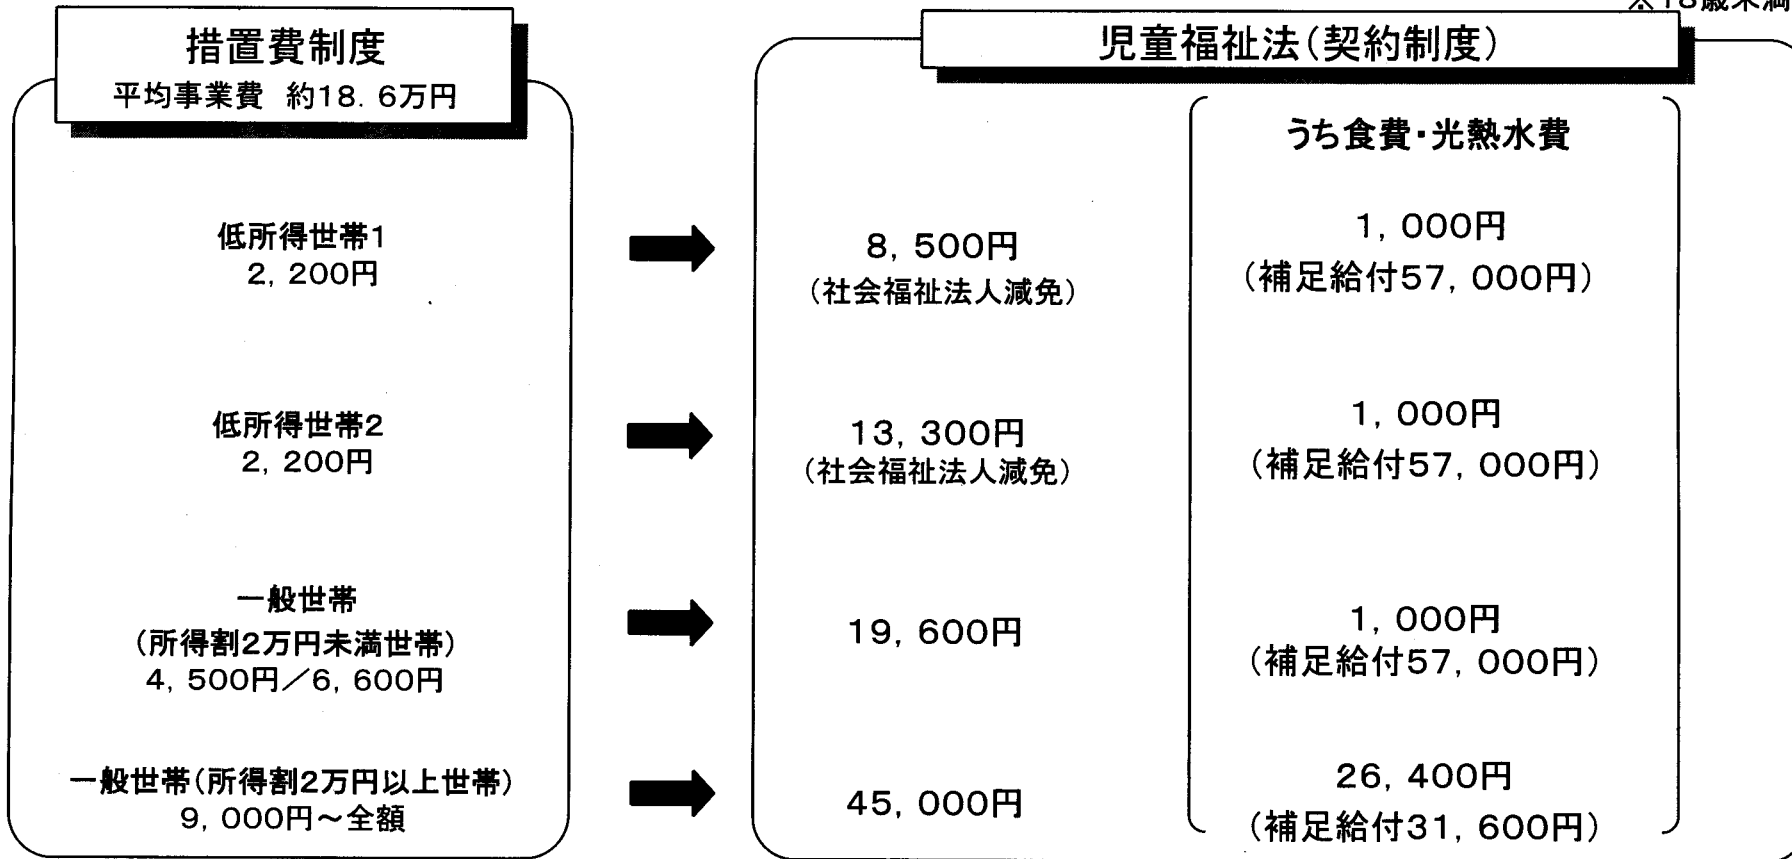 ※18歳未満
措置費制度
平均事業費 約18．6万円
児童福祉法（契約制度）
うち食費・光熱水費
低所得世帯1
2，200円
8，500円
（社会福祉法人減免）
1，000円
（補足給付57，000円）
低所得世帯2
2，200円
13，300円
（社会福祉法人減免）
1，000円
（補足給付57，000円）
一般世帯
（所得割2万円未満世帯）
4，500円／6，600円
19，600円
1，000円
（補足給付57，000円）
一般世帯（所得割2万円以上世帯）
9，000円～全額
45，000円
26，400円
（補足給付31，600円）